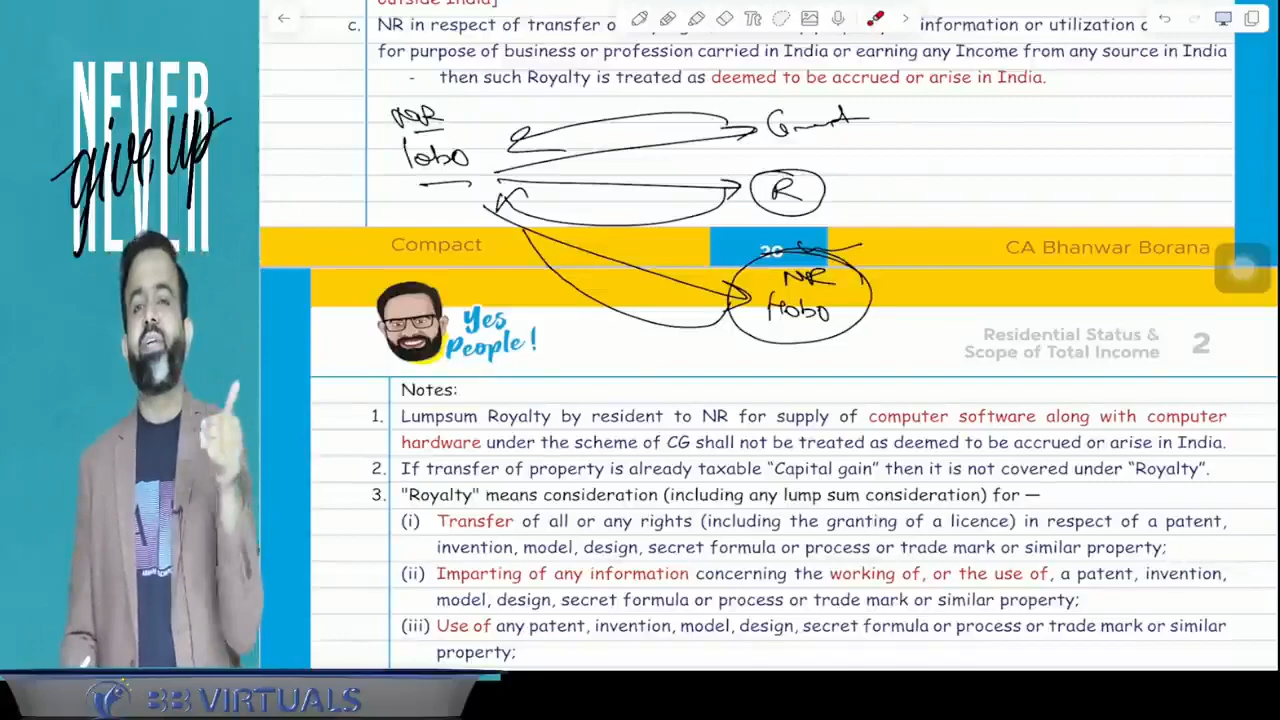 outside India]
c. NR in respect of transfer o information or utilization c
for purpose of business or profession carried in India or earning any Income from any source in India
- then such Royalty is treated as deemed to be accrued or arise in India.
NEVER
give up
NEVER
NR
lobo
R
Compact
CA Bhanwar Borana
NR
Hobo
Yes
People!
Residential Status &
Scope of Total Income 2
Notes:
1. Lumpsum Royalty by resident to NR for supply of computer software along with computer
hardware under the scheme of CG shall not be treated as deemed to be accrued or arise in India.
2. If transfer of property is already taxable “Capital gain” then it is not covered under “Royalty”.
3. "Royalty" means consideration (including any lump sum consideration) for —
(i) Transfer of all or any rights (including the granting of a licence) in respect of a patent,
invention, model, design, secret formula or process or trade mark or similar property;
(ii) Imparting of any information concerning the working of, or the use of, a patent, invention,
model, design, secret formula or process or trade mark or similar property;
(iii) Use of any patent, invention, model, design, secret formula or process or trade mark or similar
property;
BB VIRTUALS